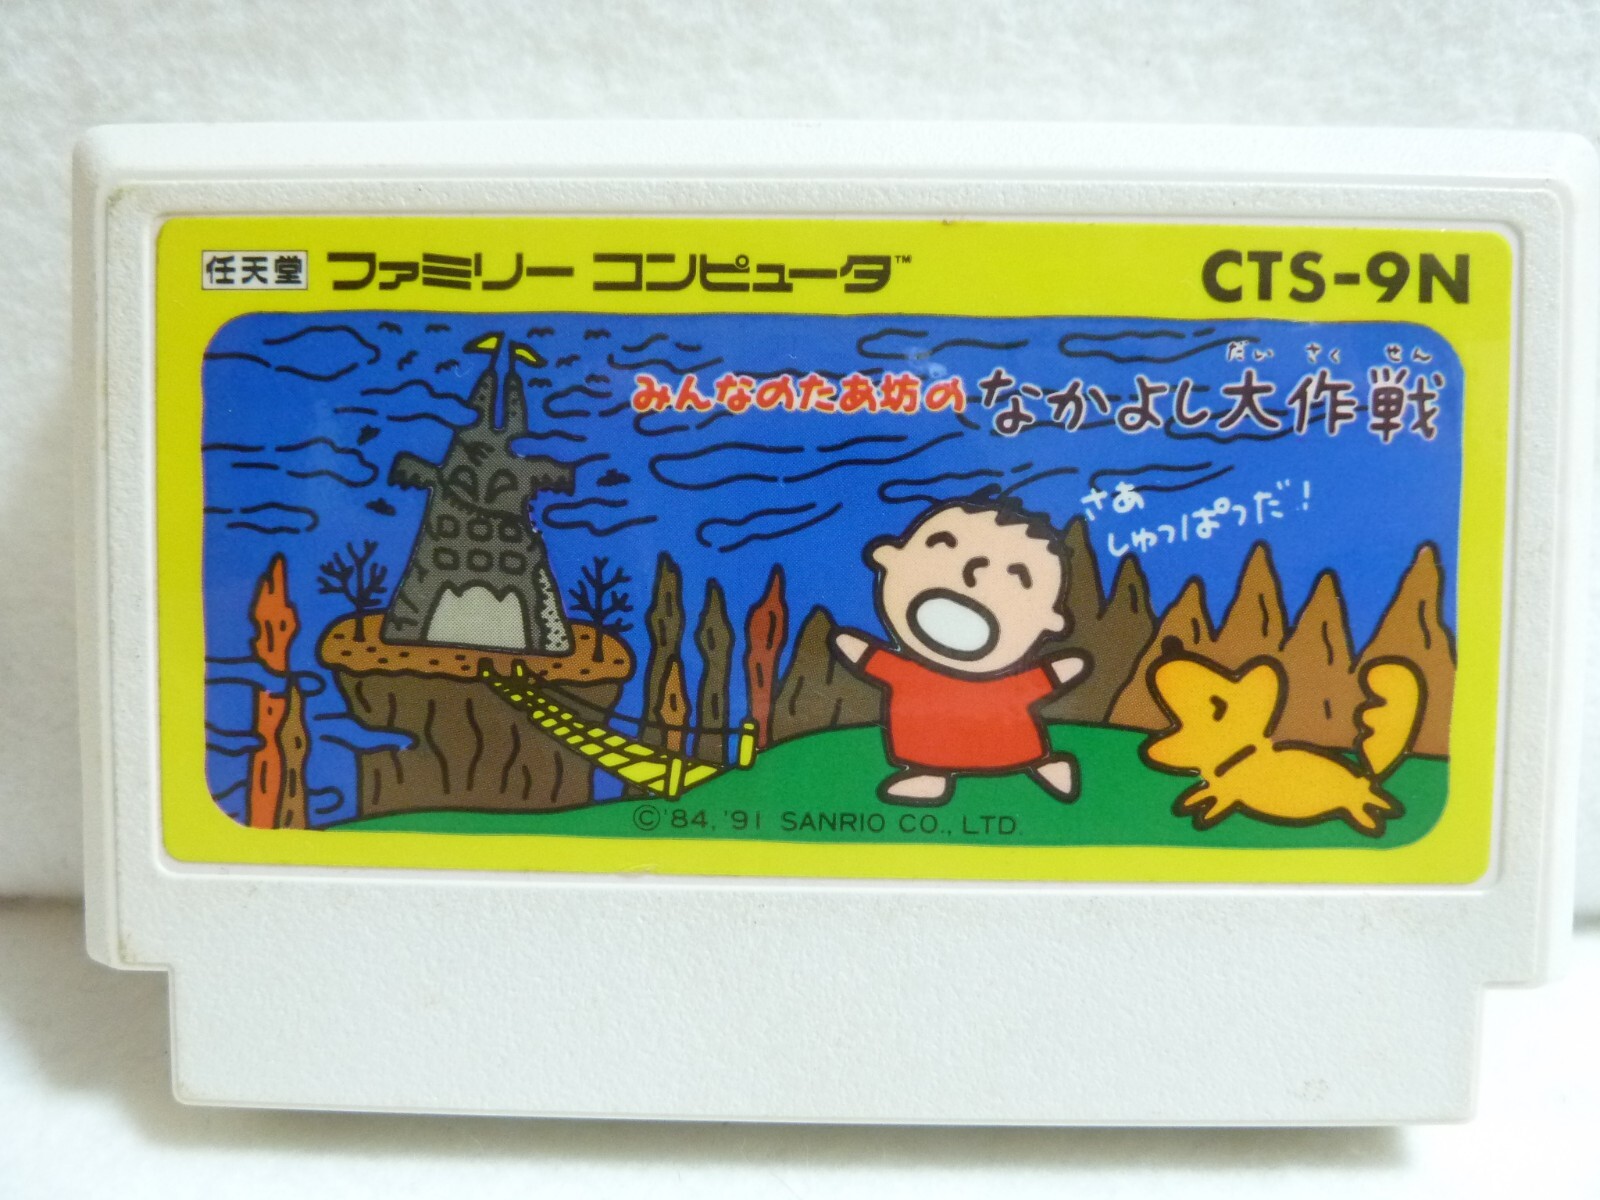 任天堂 ファミリー コンピュータ™ CTS-9N
だい さく せん
みんなのたあ坊の なかよし大作戦
さあ
しゅっぱつだ！
©'84, '91 SANRIO CO., LTD.